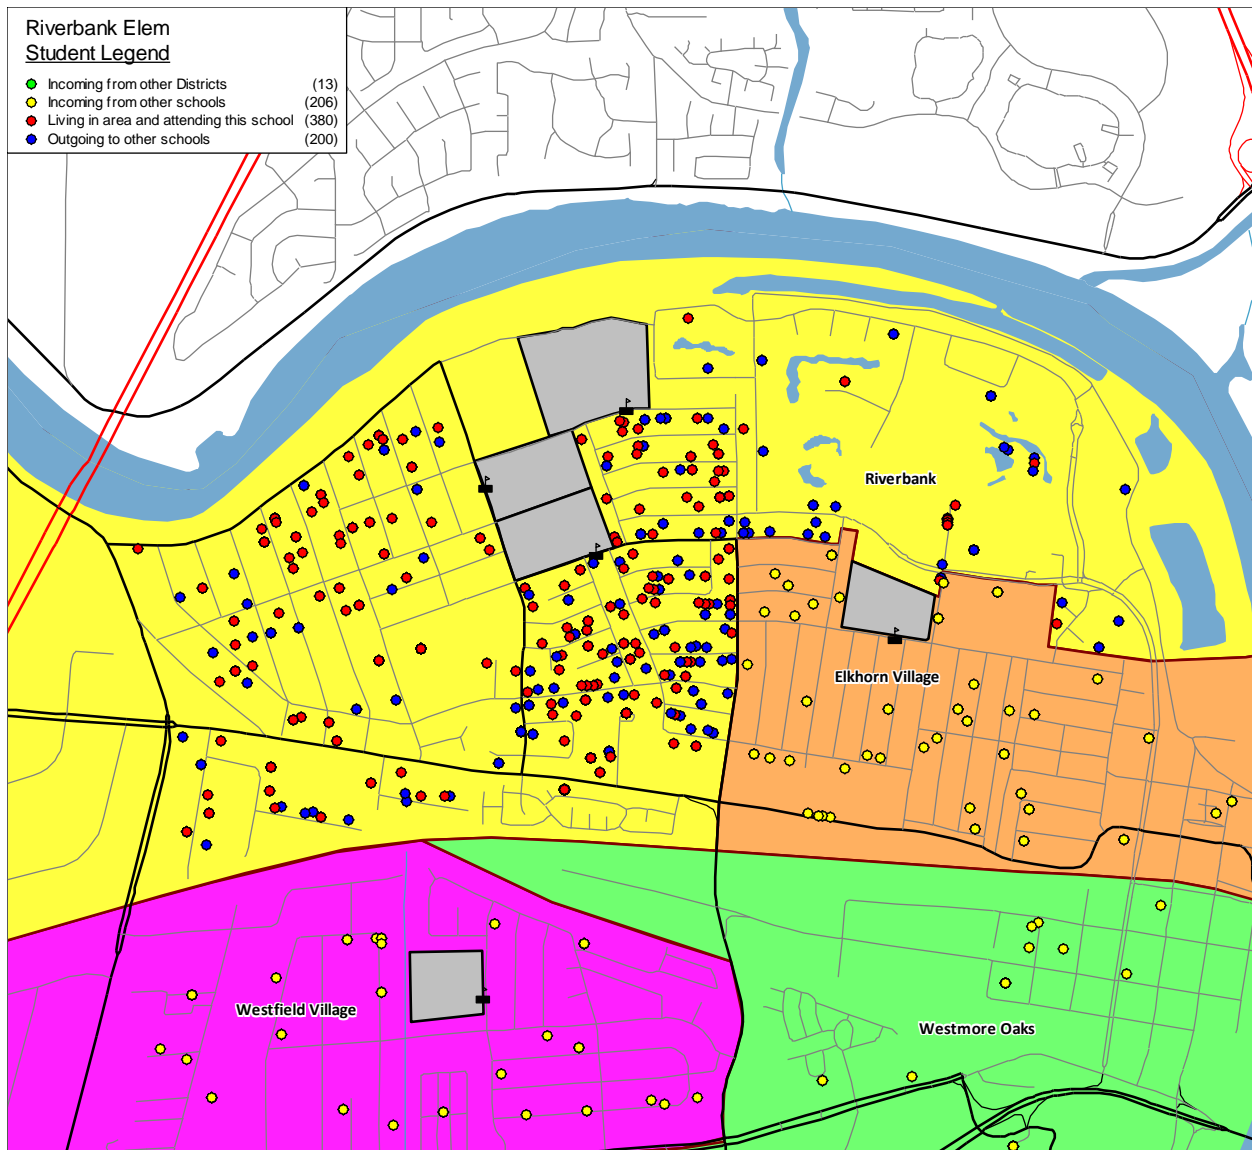 Riverbank Elem
Student Legend
Incoming from other Districts (13)
Incoming from other schools (206)
Living in area and attending this school (380)
Outgoing to other schools (200)
Riverbank
Elkhorn Village
Westfield Village
Westmore Oaks